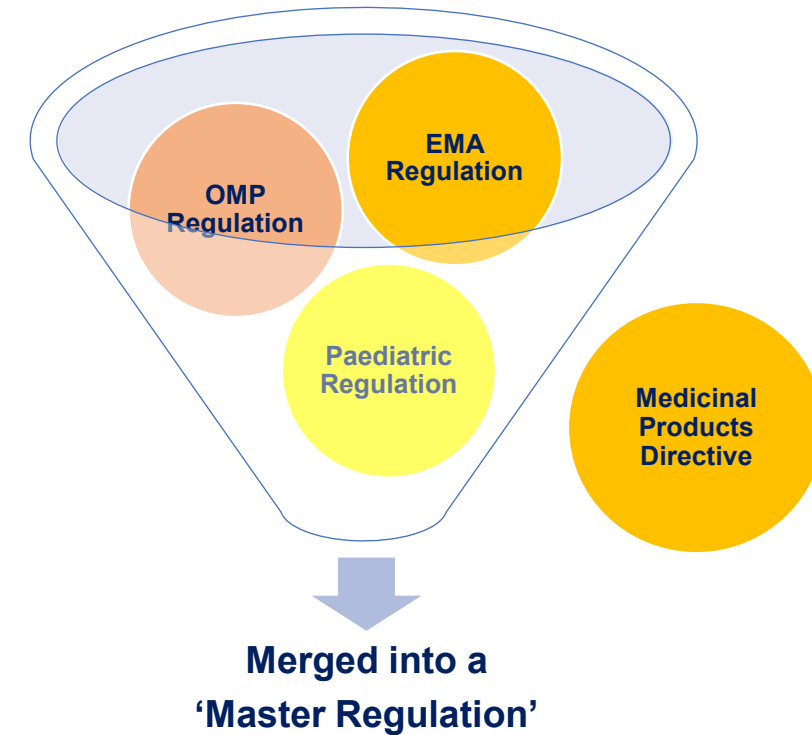 EMA
Regulation
OMP
Regulation
Paediatric
Regulation
Medicinal
Products
Directive
Merged into a
‘Master Regulation’